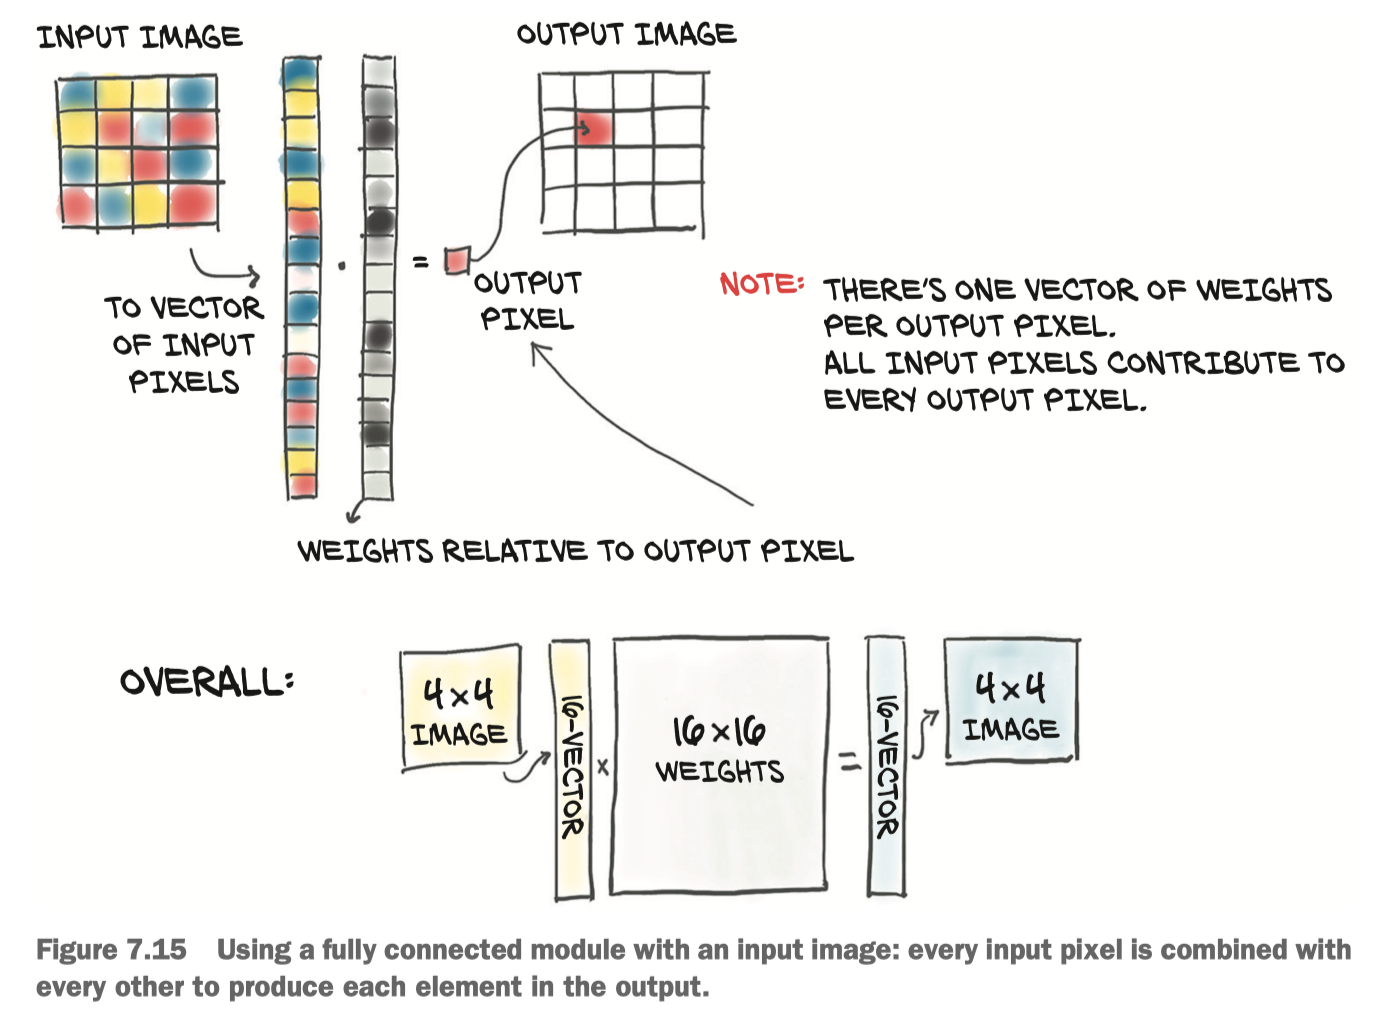 INPUT IMAGE
OUTPUT IMAGE
TO VECTOR
OF INPUT
PIXELS
.
=
OUTPUT
PIXEL
NOTE: THERE'S ONE VECTOR OF WEIGHTS
PER OUTPUT PIXEL.
ALL INPUT PIXELS CONTRIBUTE TO
EVERY OUTPUT PIXEL.
WEIGHTS RELATIVE TO OUTPUT PIXEL
OVERALL:
4×4
IMAGE
16-VECTOR
×
16×16
WEIGHTS
=
16-VECTOR
4×4
IMAGE
Figure 7.15 Using a fully connected module with an input image: every input pixel is combined with
every other to produce each element in the output.